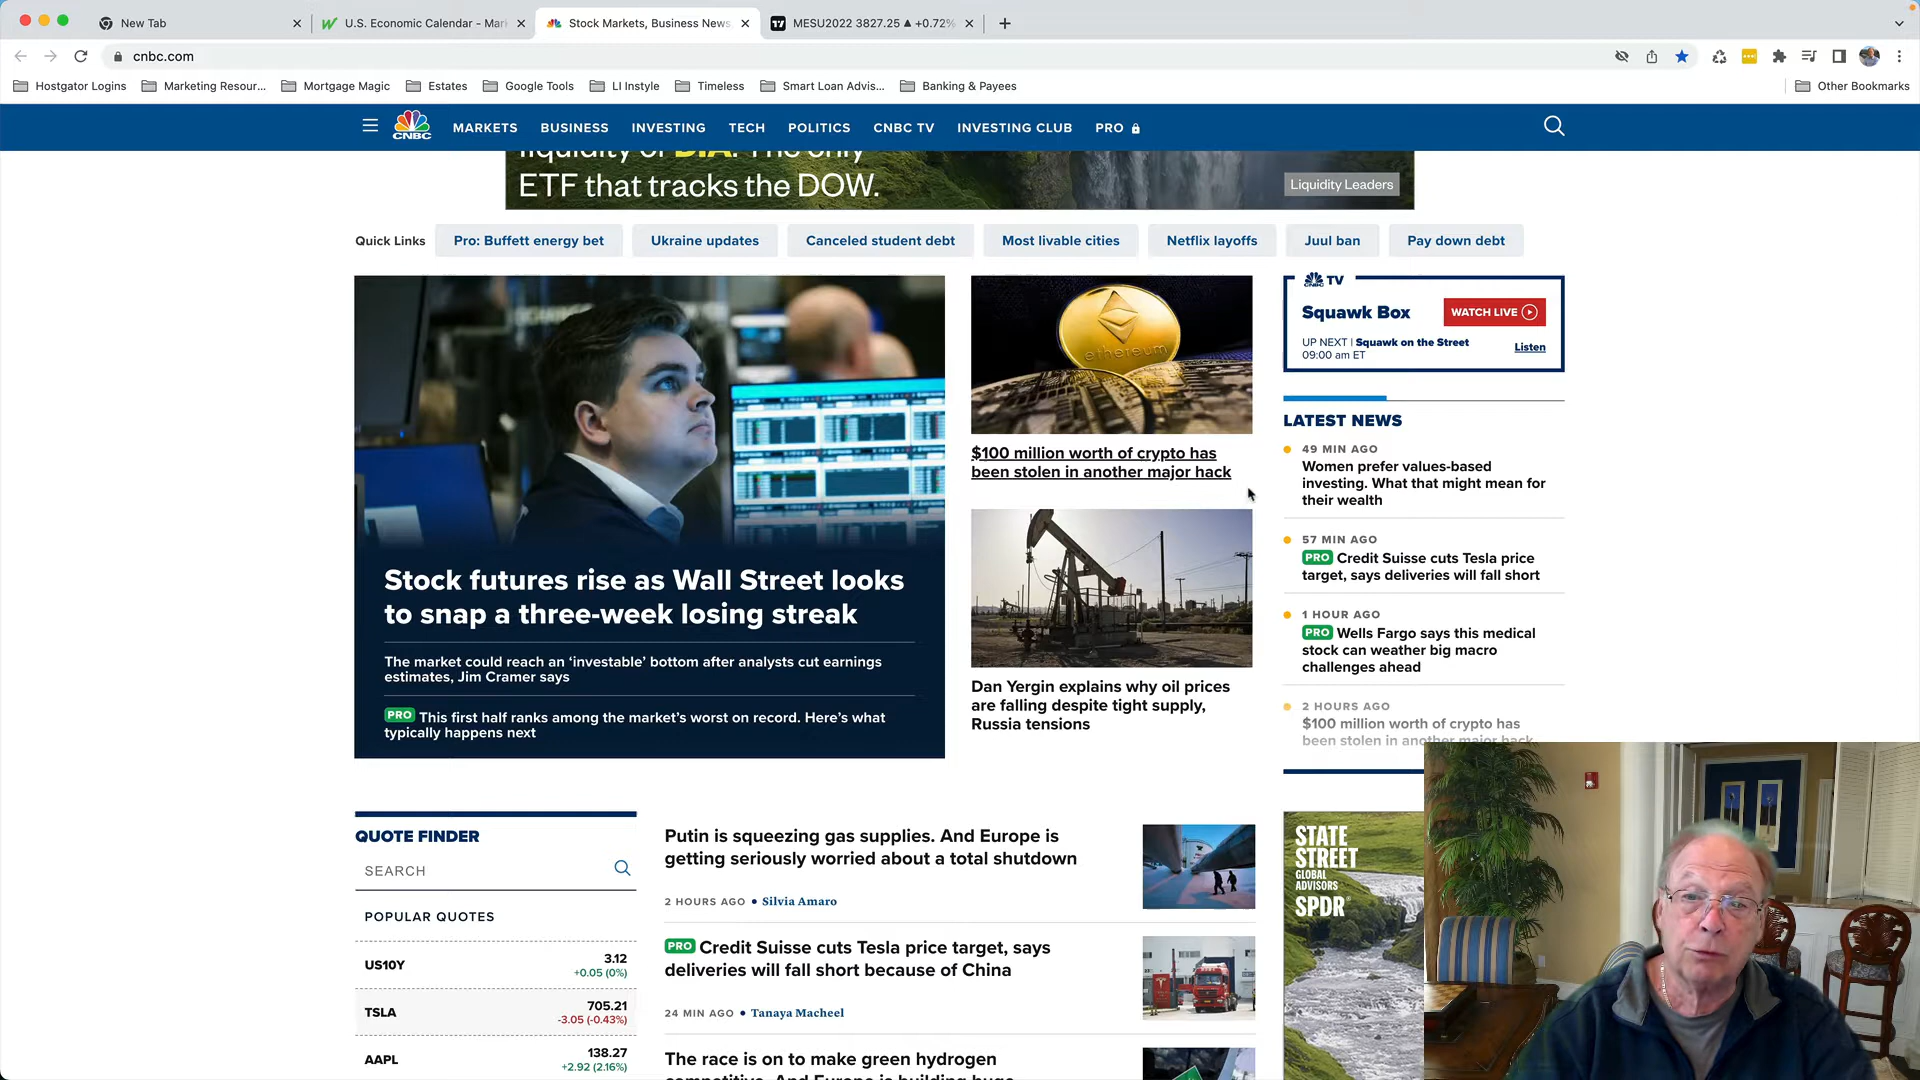 New Tab
U.S. Economic Calendar - Mar
Stock Markets, Business News
MESU2022 3827.25 ▲ +0.72%
cnbc.com
Hostgator Logins
Marketing Resour...
Mortgage Magic
Estates
Google Tools
LI Instyle
Timeless
Smart Loan Advis...
Banking & Payees
Other Bookmarks
CNBC
MARKETS
BUSINESS
INVESTING
TECH
POLITICS
CNBC TV
INVESTING CLUB
PRO
liquidity of DIA. The only
ETF that tracks the DOW.
Liquidity Leaders
Quick Links
Pro: Buffett energy bet
Ukraine updates
Canceled student debt
Most livable cities
Netflix layoffs
Juul ban
Pay down debt
Stock futures rise as Wall Street looks
to snap a three-week losing streak
The market could reach an ‘investable’ bottom after analysts cut earnings
estimates, Jim Cramer says
PRO This first half ranks among the market’s worst on record. Here’s what
typically happens next
ethereum
$100 million worth of crypto has
been stolen in another major hack
Dan Yergin explains why oil prices
are falling despite tight supply,
Russia tensions
CNBC TV
Squawk Box
WATCH LIVE
UP NEXT | Squawk on the Street
09:00 am ET
Listen
LATEST NEWS
49 MIN AGO
Women prefer values-based
investing. What that might mean for
their wealth
57 MIN AGO
PRO Credit Suisse cuts Tesla price
target, says deliveries will fall short
1 HOUR AGO
PRO Wells Fargo says this medical
stock can weather big macro
challenges ahead
2 HOURS AGO
$100 million worth of crypto has
been stolen in another major hack
QUOTE FINDER
SEARCH
POPULAR QUOTES
US10Y
3.12
+0.05 (0%)
TSLA
705.21
-3.05 (-0.43%)
AAPL
138.27
+2.92 (2.16%)
Putin is squeezing gas supplies. And Europe is
getting seriously worried about a total shutdown
2 HOURS AGO • Silvia Amaro
PRO Credit Suisse cuts Tesla price target, says
deliveries will fall short because of China
24 MIN AGO • Tanaya Macheel
The race is on to make green hydrogen
competitive. And Europe is building huge
STATE
STREET
GLOBAL
ADVISORS
SPDR®